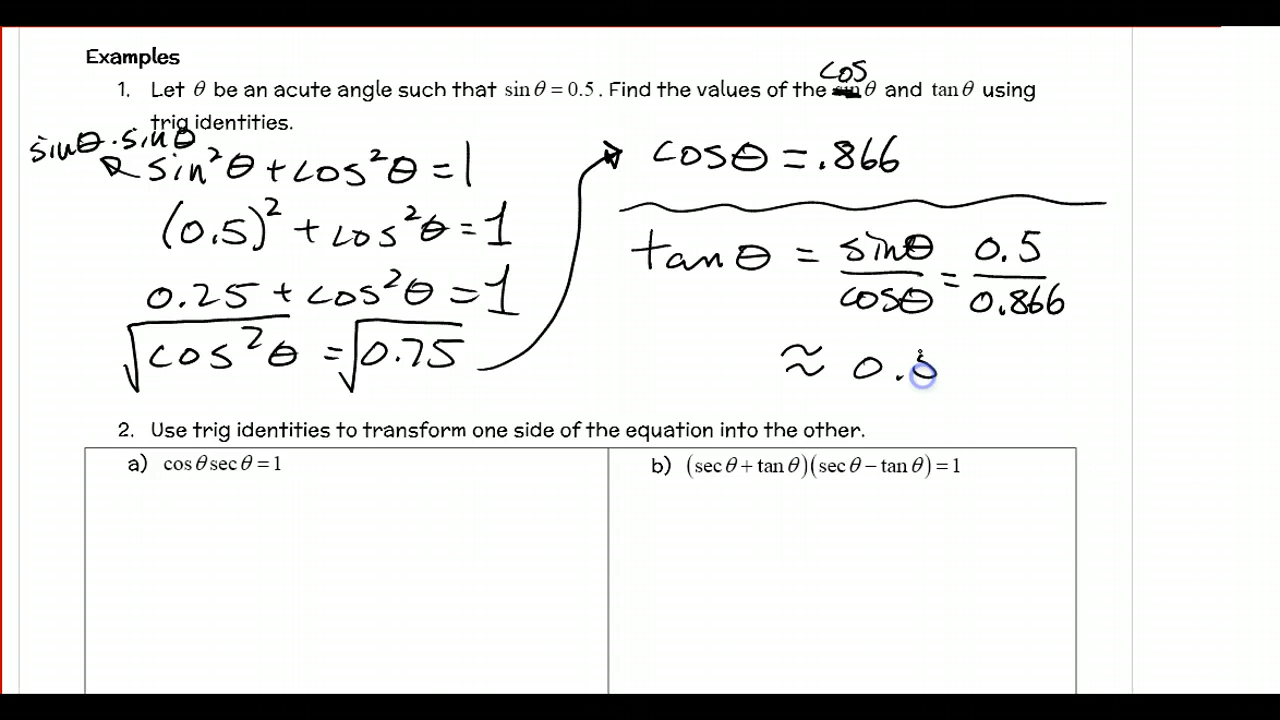 Examples
1. Let θ be an acute angle such that sin θ = 0.5. Find the values of the cos θ and tan θ using
trig identities.
sinθ · sinθ
sin²θ + cos²θ = 1
(0.5)² + cos²θ = 1
0.25 + cos²θ = 1
√cos²θ = √0.75
cosθ = .866
tanθ = sinθ/cosθ = 0.5/0.866
≈ 0.
2. Use trig identities to transform one side of the equation into the other.
a) cos θ sec θ = 1
b) (sec θ + tan θ)(sec θ − tan θ) = 1